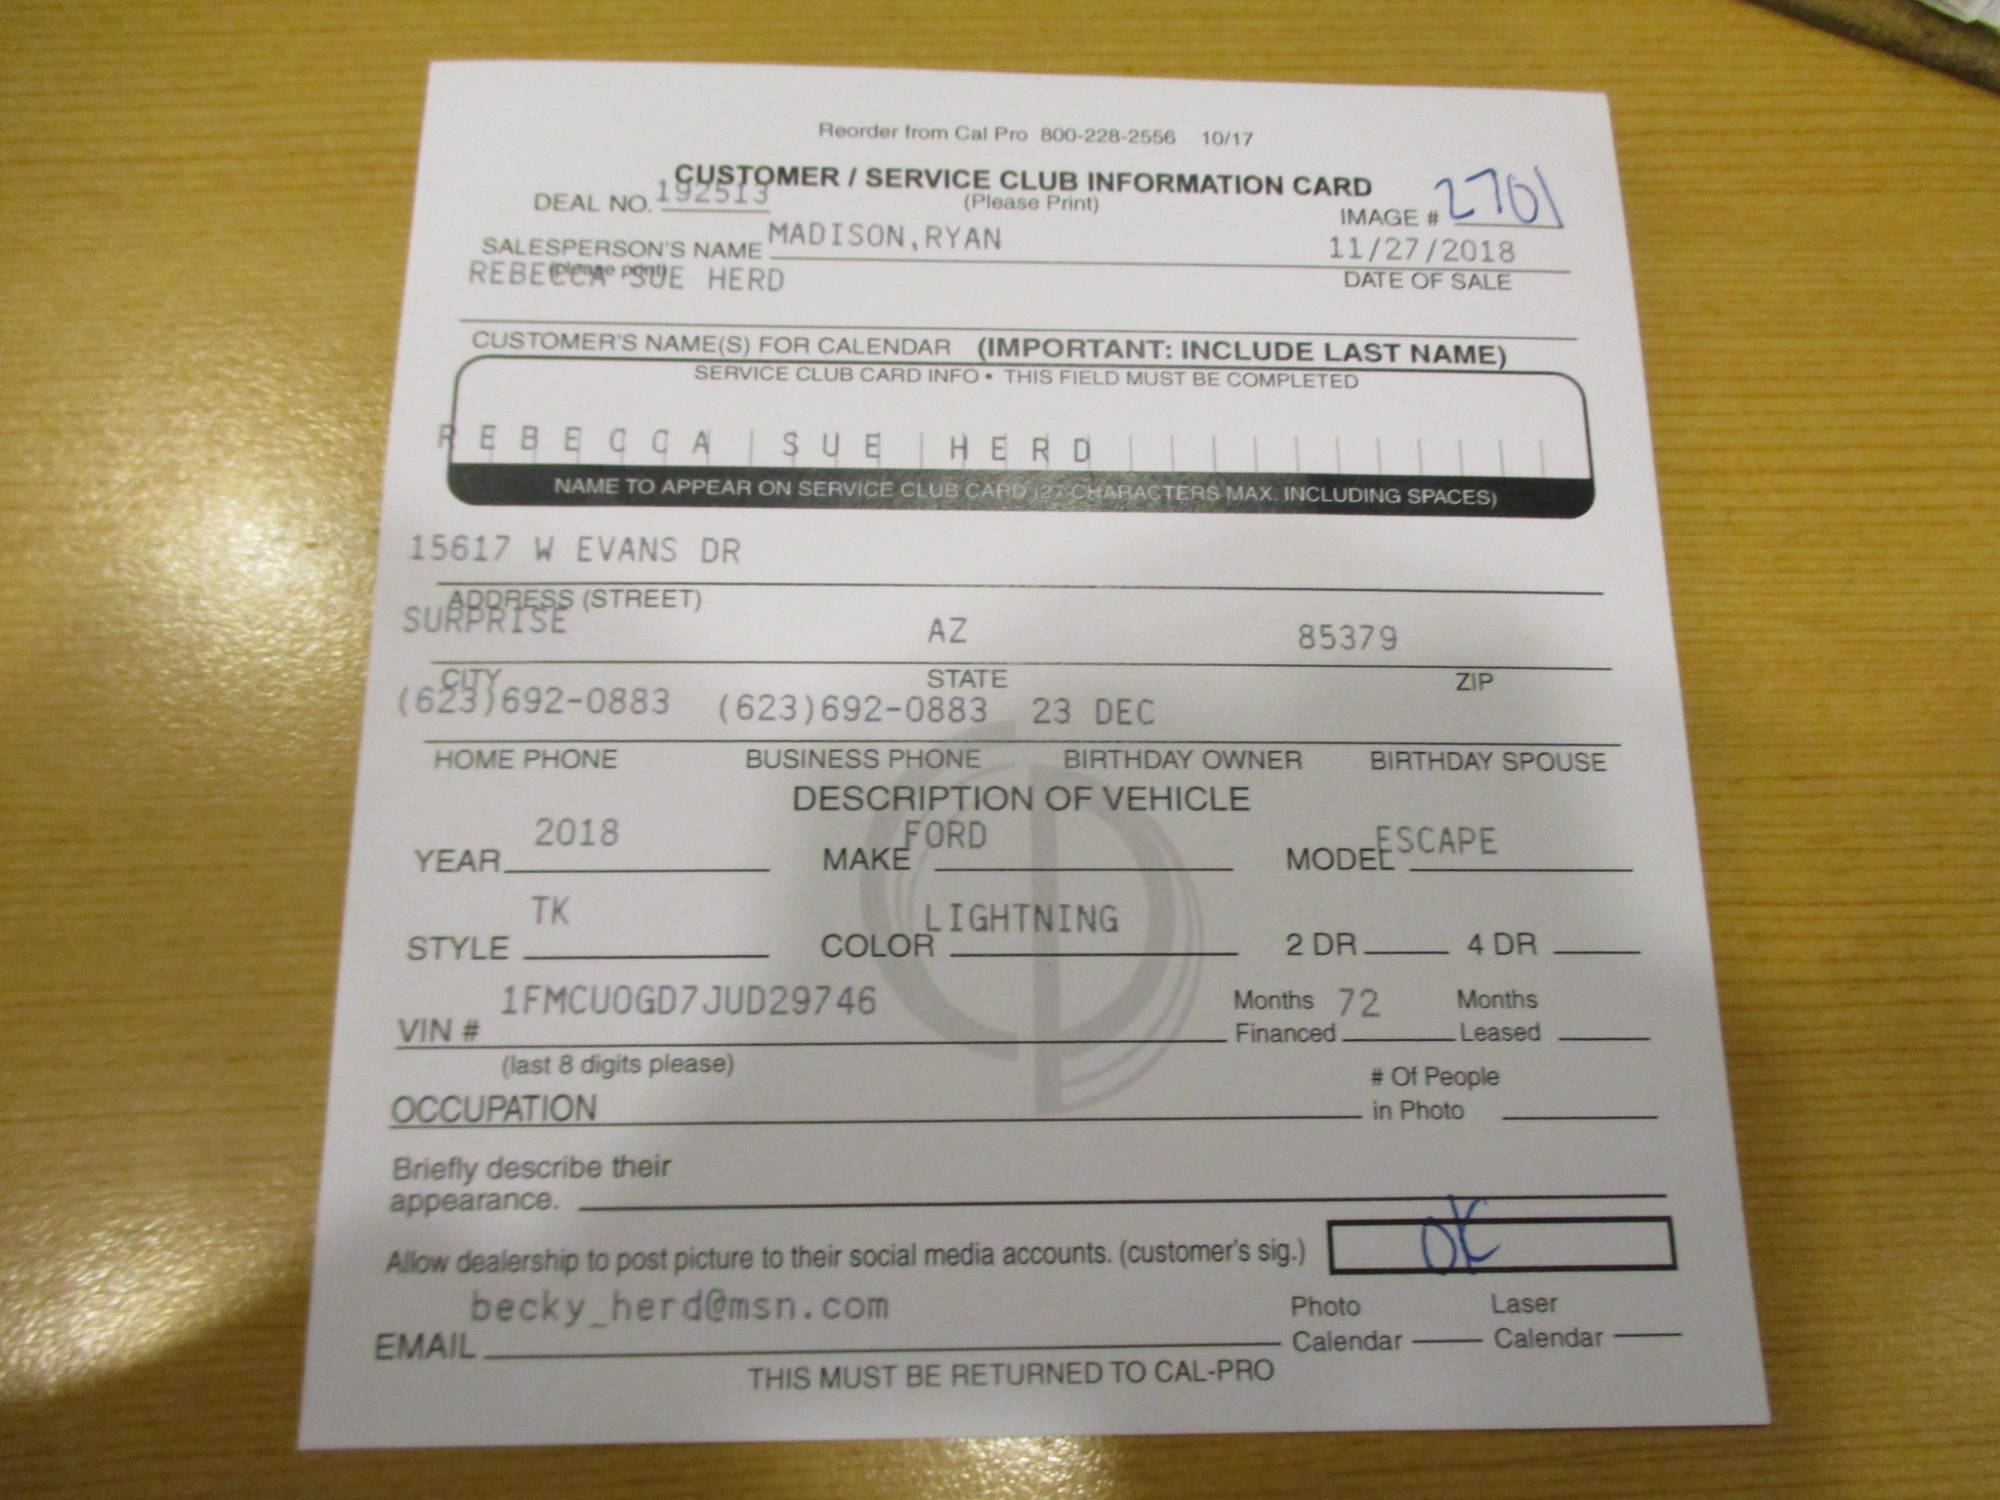 Reorder from Cal Pro 800-228-2556 10/17
CUSTOMER / SERVICE CLUB INFORMATION CARD
(Please Print)
DEAL NO. 192513
IMAGE # 2701
SALESPERSON'S NAME MADISON,RYAN 11/27/2018
(please print) DATE OF SALE
REBECCA SUE HERD
CUSTOMER'S NAME(S) FOR CALENDAR (IMPORTANT: INCLUDE LAST NAME)
SERVICE CLUB CARD INFO • THIS FIELD MUST BE COMPLETED
REBECCA SUE HERD
NAME TO APPEAR ON SERVICE CLUB CARD (27 CHARACTERS MAX. INCLUDING SPACES)
15617 W EVANS DR
ADDRESS (STREET)
SURPRISE AZ 85379
CITY STATE ZIP
(623)692-0883 (623)692-0883 23 DEC
HOME PHONE BUSINESS PHONE BIRTHDAY OWNER BIRTHDAY SPOUSE
DESCRIPTION OF VEHICLE
YEAR 2018 MAKE FORD MODEL ESCAPE
STYLE TK COLOR LIGHTNING 2 DR 4 DR
VIN # 1FMCU0GD7JUD29746 Months Financed 72 Months Leased
(last 8 digits please)
OCCUPATION # Of People in Photo
Briefly describe their
appearance.
Allow dealership to post picture to their social media accounts. (customer's sig.) OK
EMAIL becky_herd@msn.com Photo Calendar Laser Calendar
THIS MUST BE RETURNED TO CAL-PRO